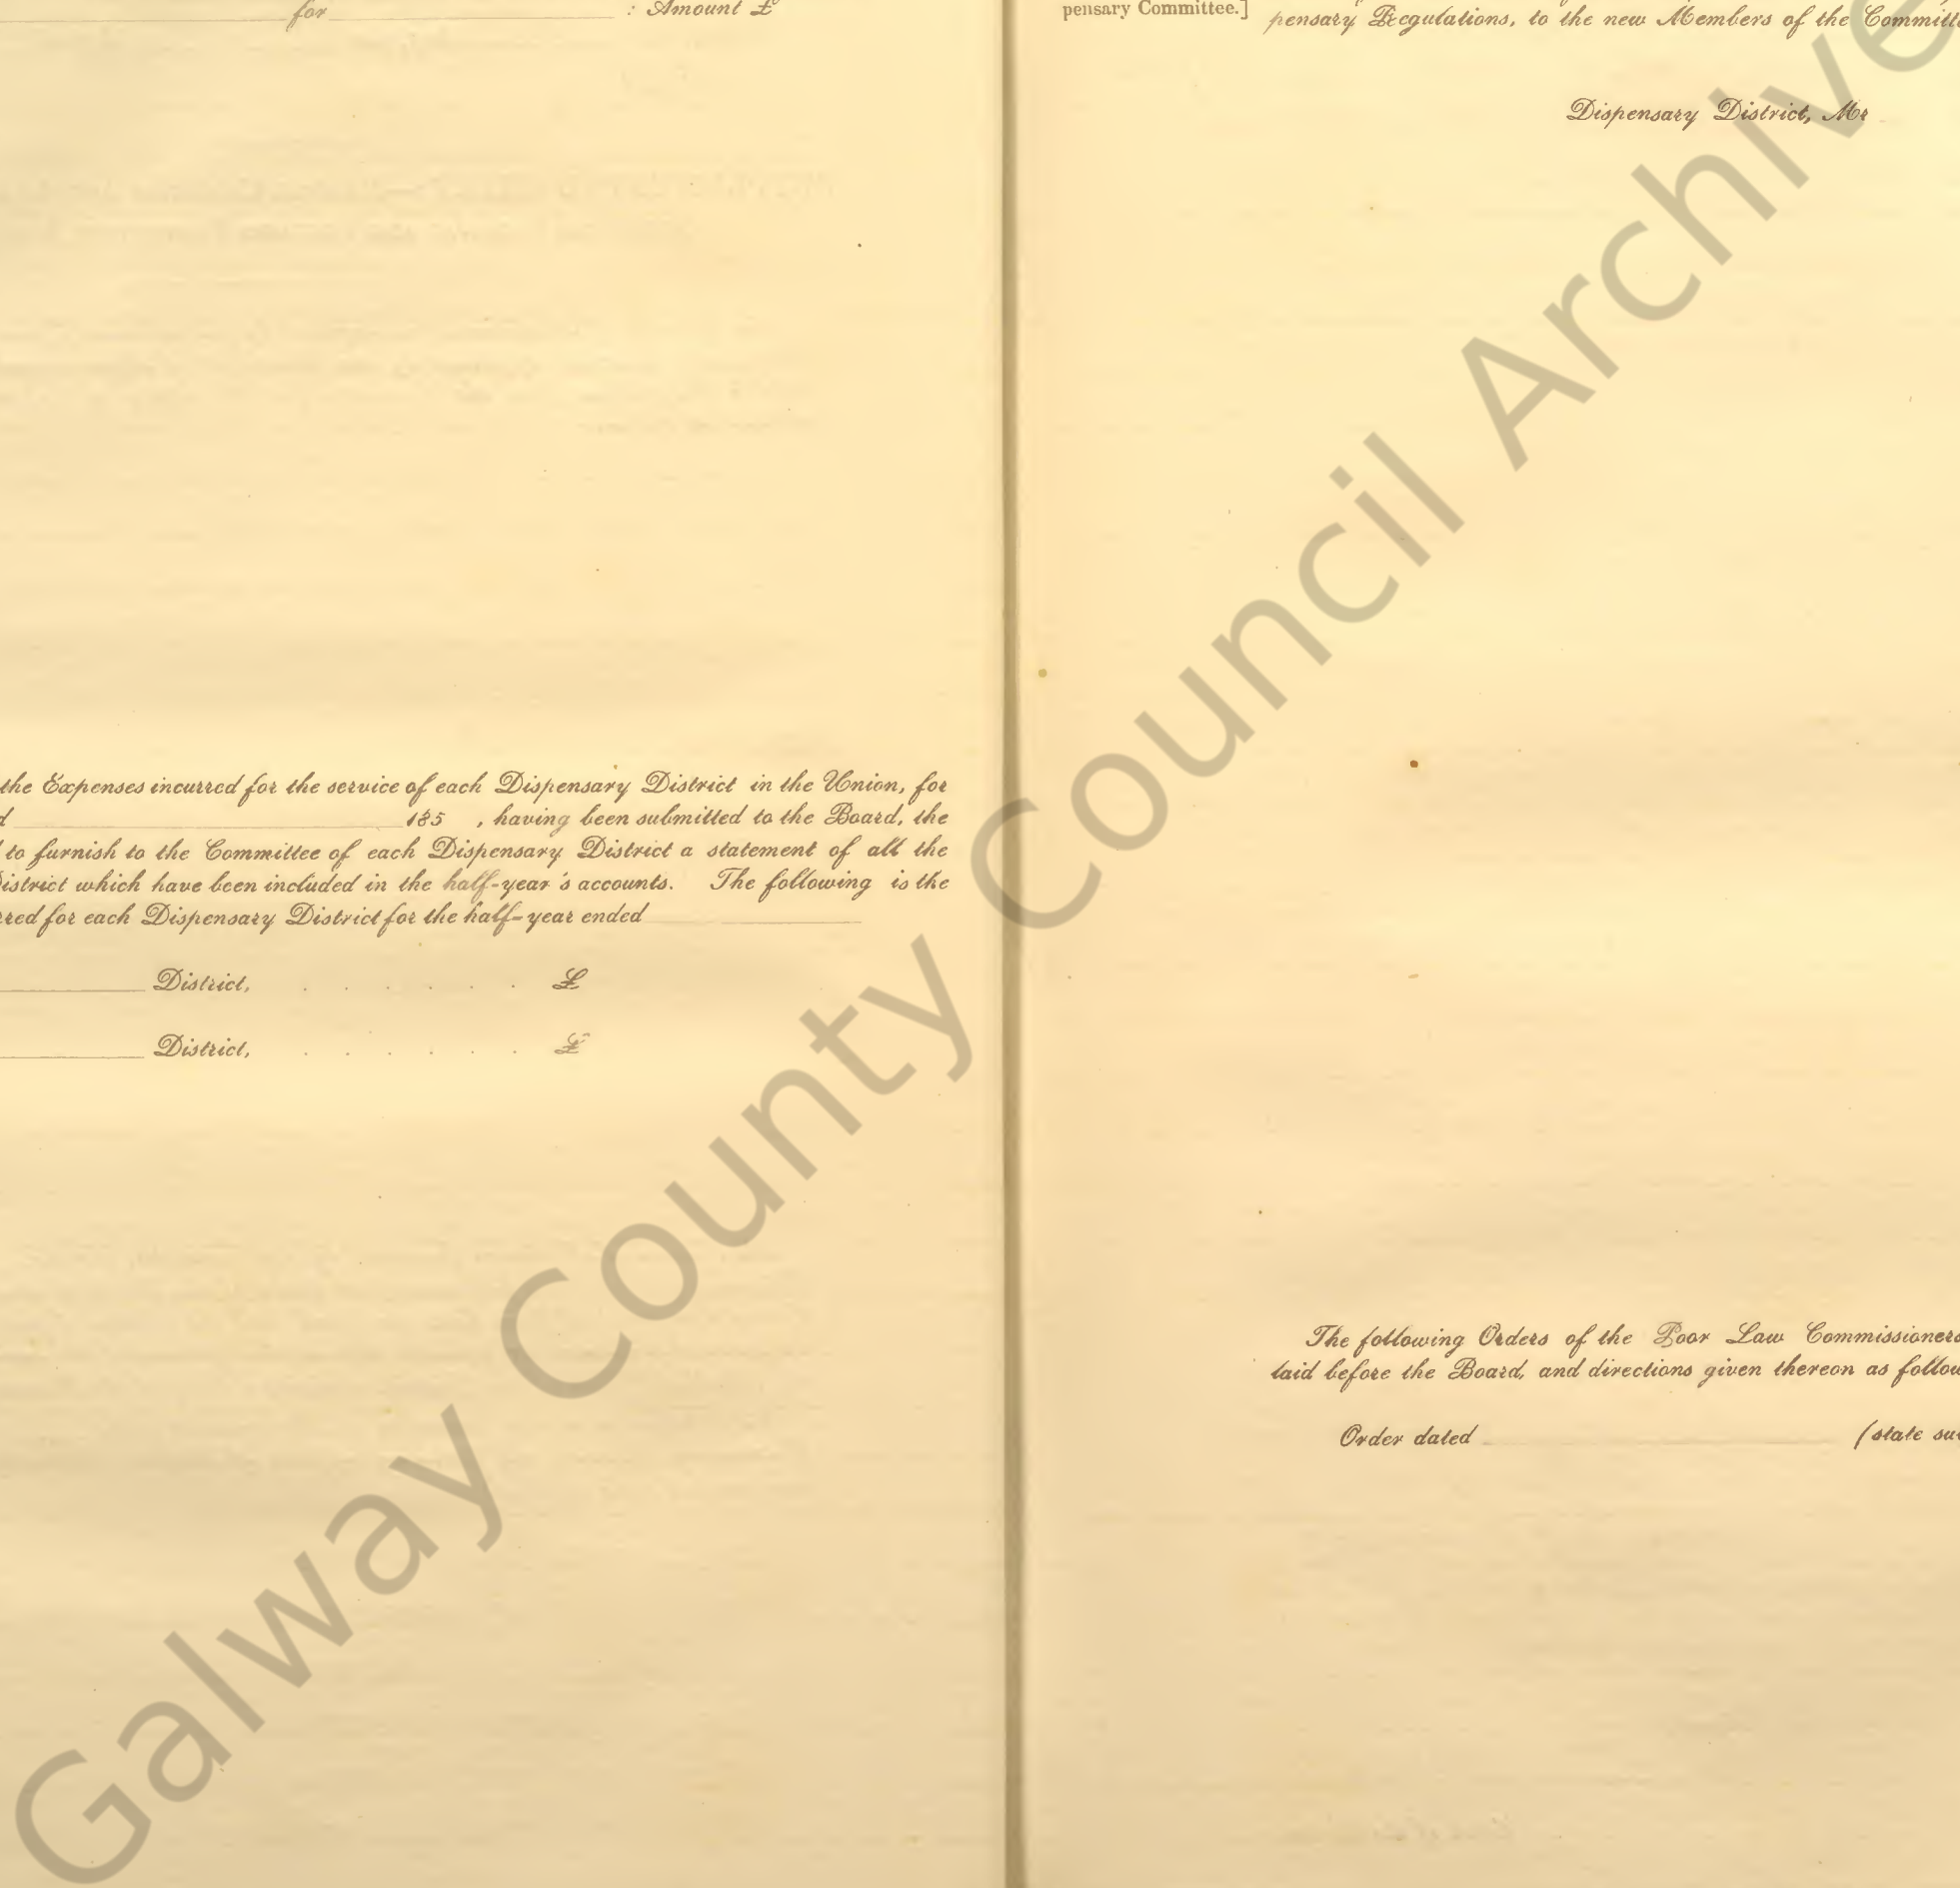 for : Amount £
the Expenses incurred for the service of each Dispensary District in the Union, for
185 , having been submitted to the Board, the
to furnish to the Committee of each Dispensary District a statement of all the
District which have been included in the half-year's accounts. The following is the
red for each Dispensary District for the half-year ended
District, . . . . . . £
District, . . . . . . £
pensary Committee.]
pensary Regulations, to the new Members of the Committ
Dispensary District, Mr
The following Orders of the Poor Law Commissioners
laid before the Board, and directions given thereon as follow
Order dated (state su
Galway County Council Archive